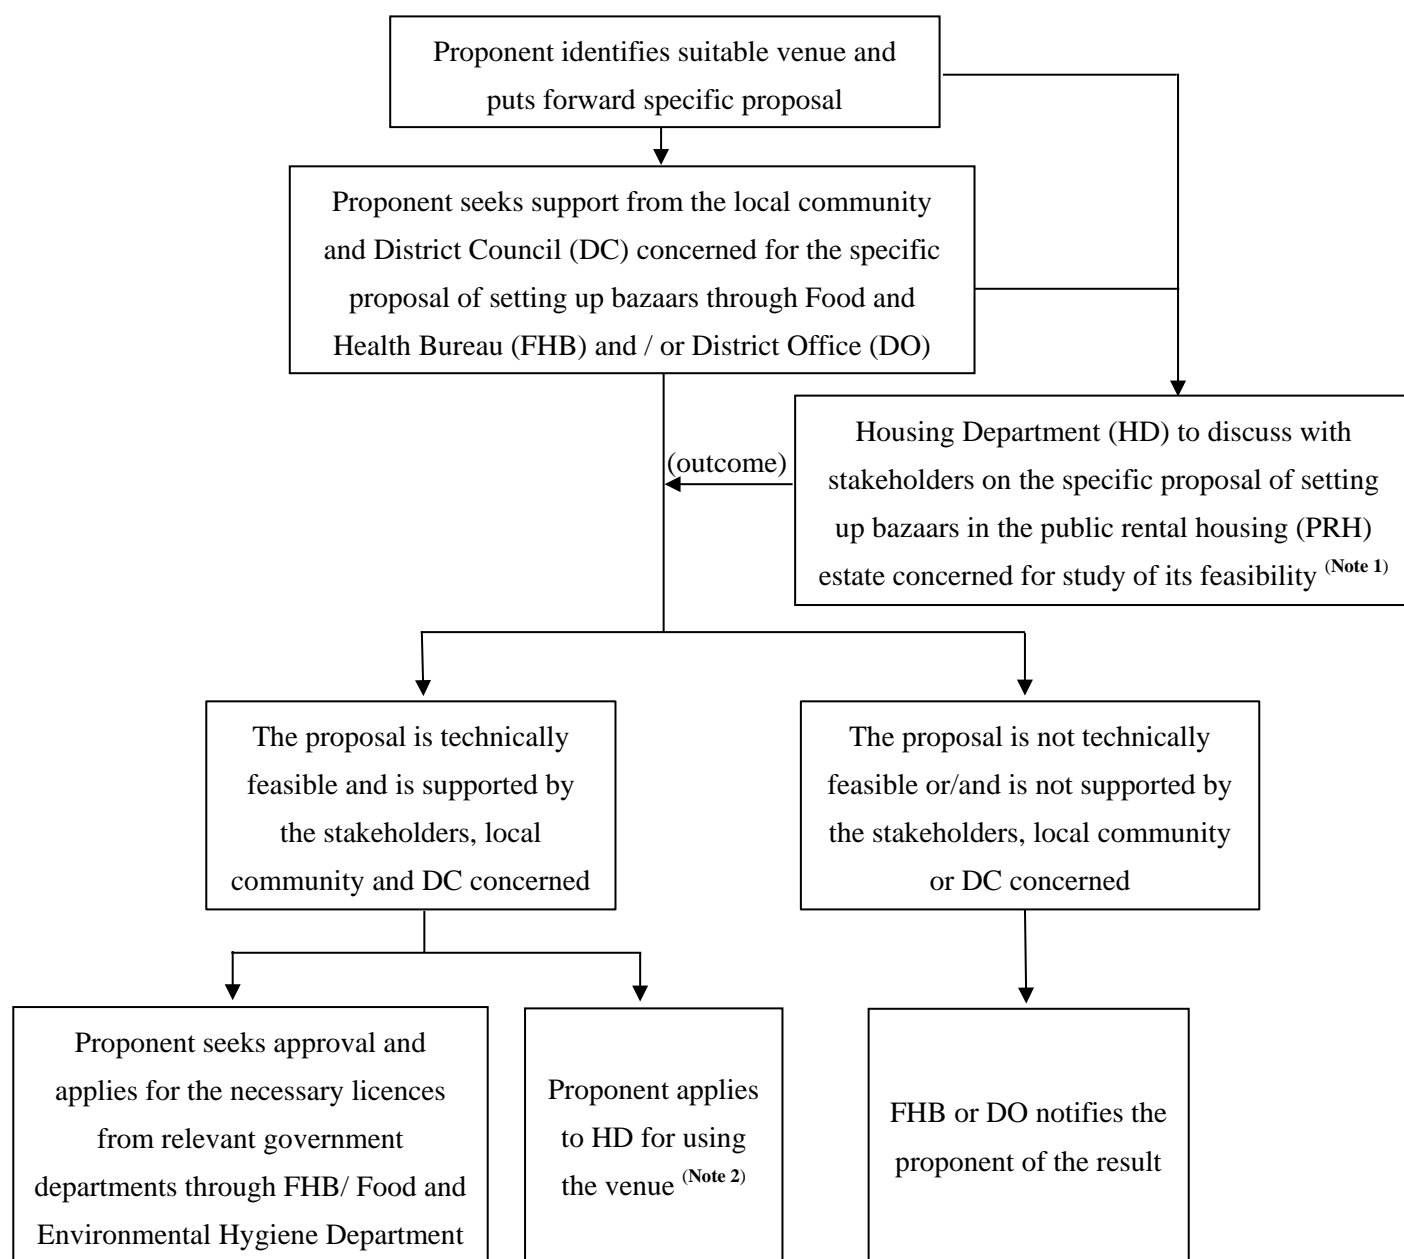 Proponent identifies suitable venue and
puts forward specific proposal
Proponent seeks support from the local community
and District Council (DC) concerned for the specific
proposal of setting up bazaars through Food and
Health Bureau (FHB) and / or District Office (DO)
Housing Department (HD) to discuss with
stakeholders on the specific proposal of setting
up bazaars in the public rental housing (PRH)
estate concerned for study of its feasibility (Note 1)
(outcome)
The proposal is technically
feasible and is supported by
the stakeholders, local
community and DC concerned
The proposal is not technically
feasible or/and is not supported by
the stakeholders, local community
or DC concerned
Proponent seeks approval and
applies for the necessary licences
from relevant government
departments through FHB/ Food and
Environmental Hygiene Department
Proponent applies
to HD for using
the venue (Note 2)
FHB or DO notifies the
proponent of the result